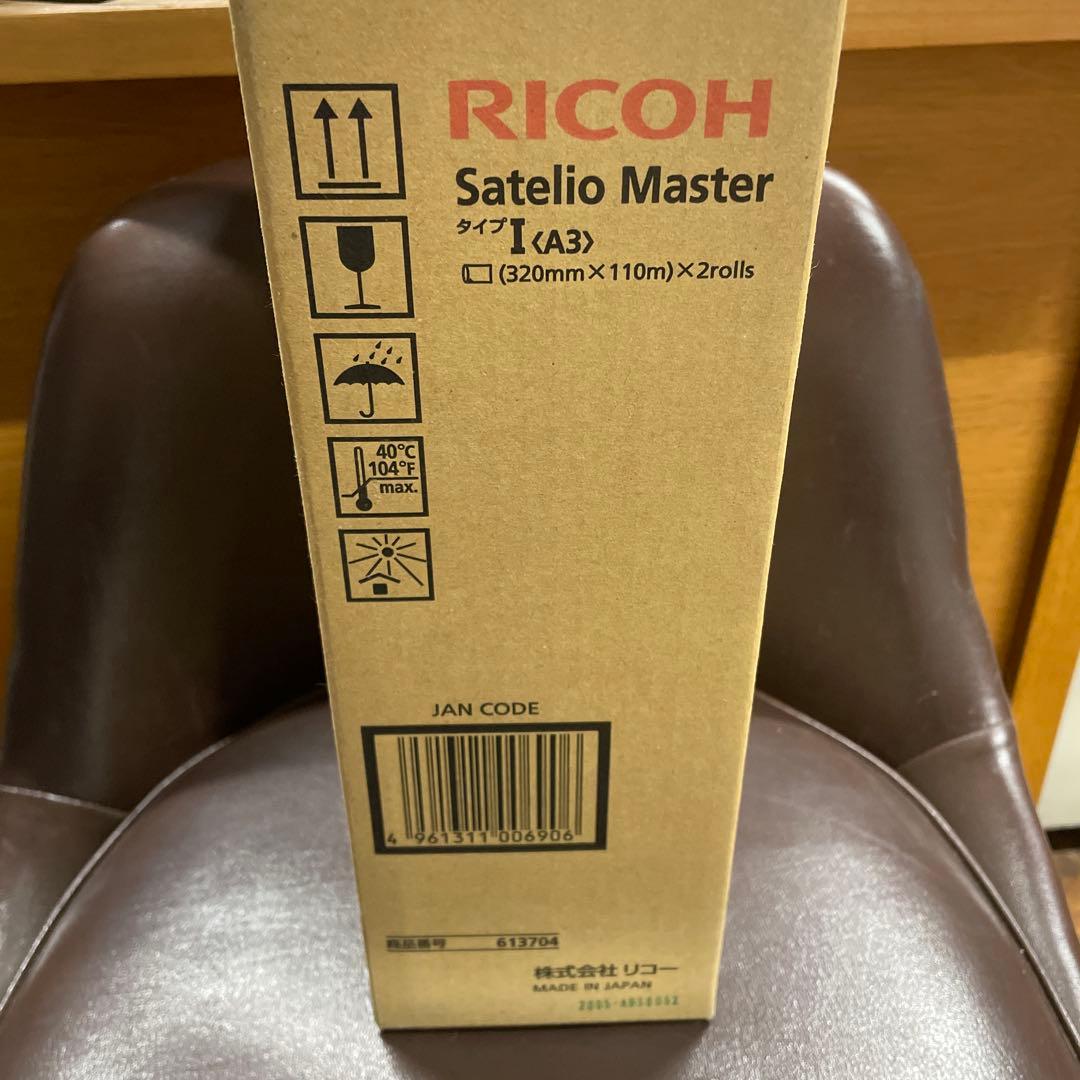 RICOH
Satelio Master
タイプI〈A3〉
(320mm×110m)×2rolls
40°C
104°F
max.
JAN CODE
4 961311 006906
商品番号 613704
株式会社 リコー
MADE IN JAPAN